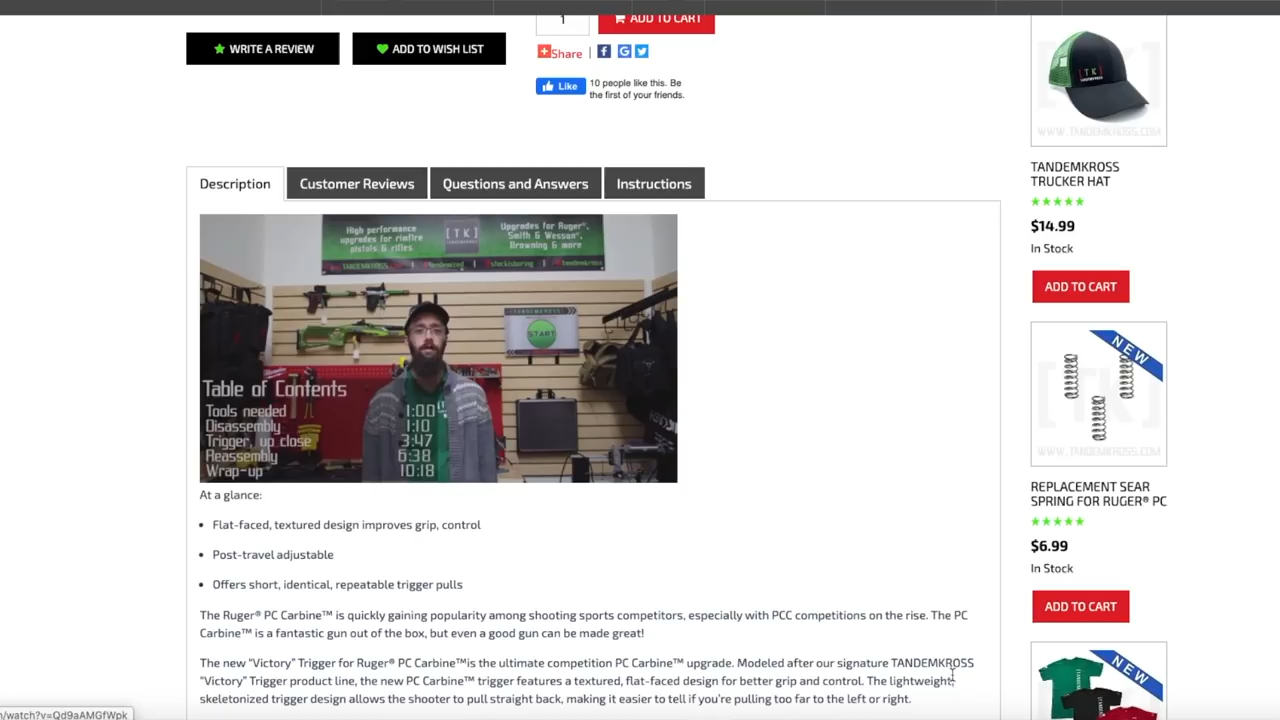 1
ADD TO CART
WRITE A REVIEW
ADD TO WISH LIST
Share |
Like
10 people like this. Be
the first of your friends.
Description
Customer Reviews
Questions and Answers
Instructions
High performance
upgrades for rimfire
pistols & rifles
[TK]
Upgrades for Ruger®,
Smith & Wesson®,
Browning & more
START
Table of Contents
Tools needed 1:00
Disassembly 1:10
Trigger, up close 3:47
Reassembly 6:38
Wrap-up 10:18
At a glance:
• Flat-faced, textured design improves grip, control
• Post-travel adjustable
• Offers short, identical, repeatable trigger pulls
The Ruger® PC Carbine™ is quickly gaining popularity among shooting sports competitors, especially with PCC competitions on the rise. The PC
Carbine™ is a fantastic gun out of the box, but even a good gun can be made great!
The new “Victory” Trigger for Ruger® PC Carbine™is the ultimate competition PC Carbine™ upgrade. Modeled after our signature TANDEMKROSS
“Victory” Trigger product line, the new PC Carbine™ trigger features a textured, flat-faced design for better grip and control. The lightweight,
skeletonized trigger design allows the shooter to pull straight back, making it easier to tell if you’re pulling too far to the left or right.
[TK]
WWW.TANDEMKROSS.COM
TANDEMKROSS
TRUCKER HAT
$14.99
In Stock
ADD TO CART
NEW
[TK]
WWW.TANDEMKROSS.COM
REPLACEMENT SEAR
SPRING FOR RUGER® PC
$6.99
In Stock
ADD TO CART
NEW
n/watch?v=Qd9aAMGfWpk